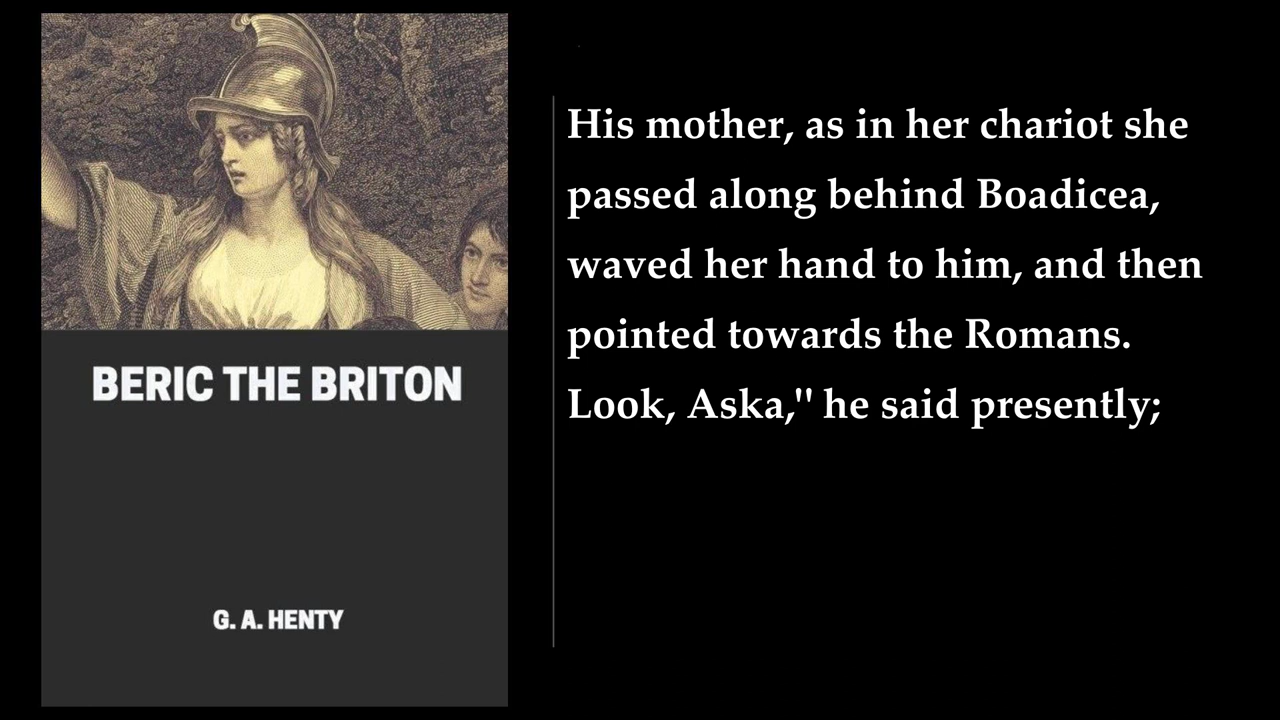 BERIC THE BRITON
G. A. HENTY
His mother, as in her chariot she
passed along behind Boadicea,
waved her hand to him, and then
pointed towards the Romans.
Look, Aska," he said presently;